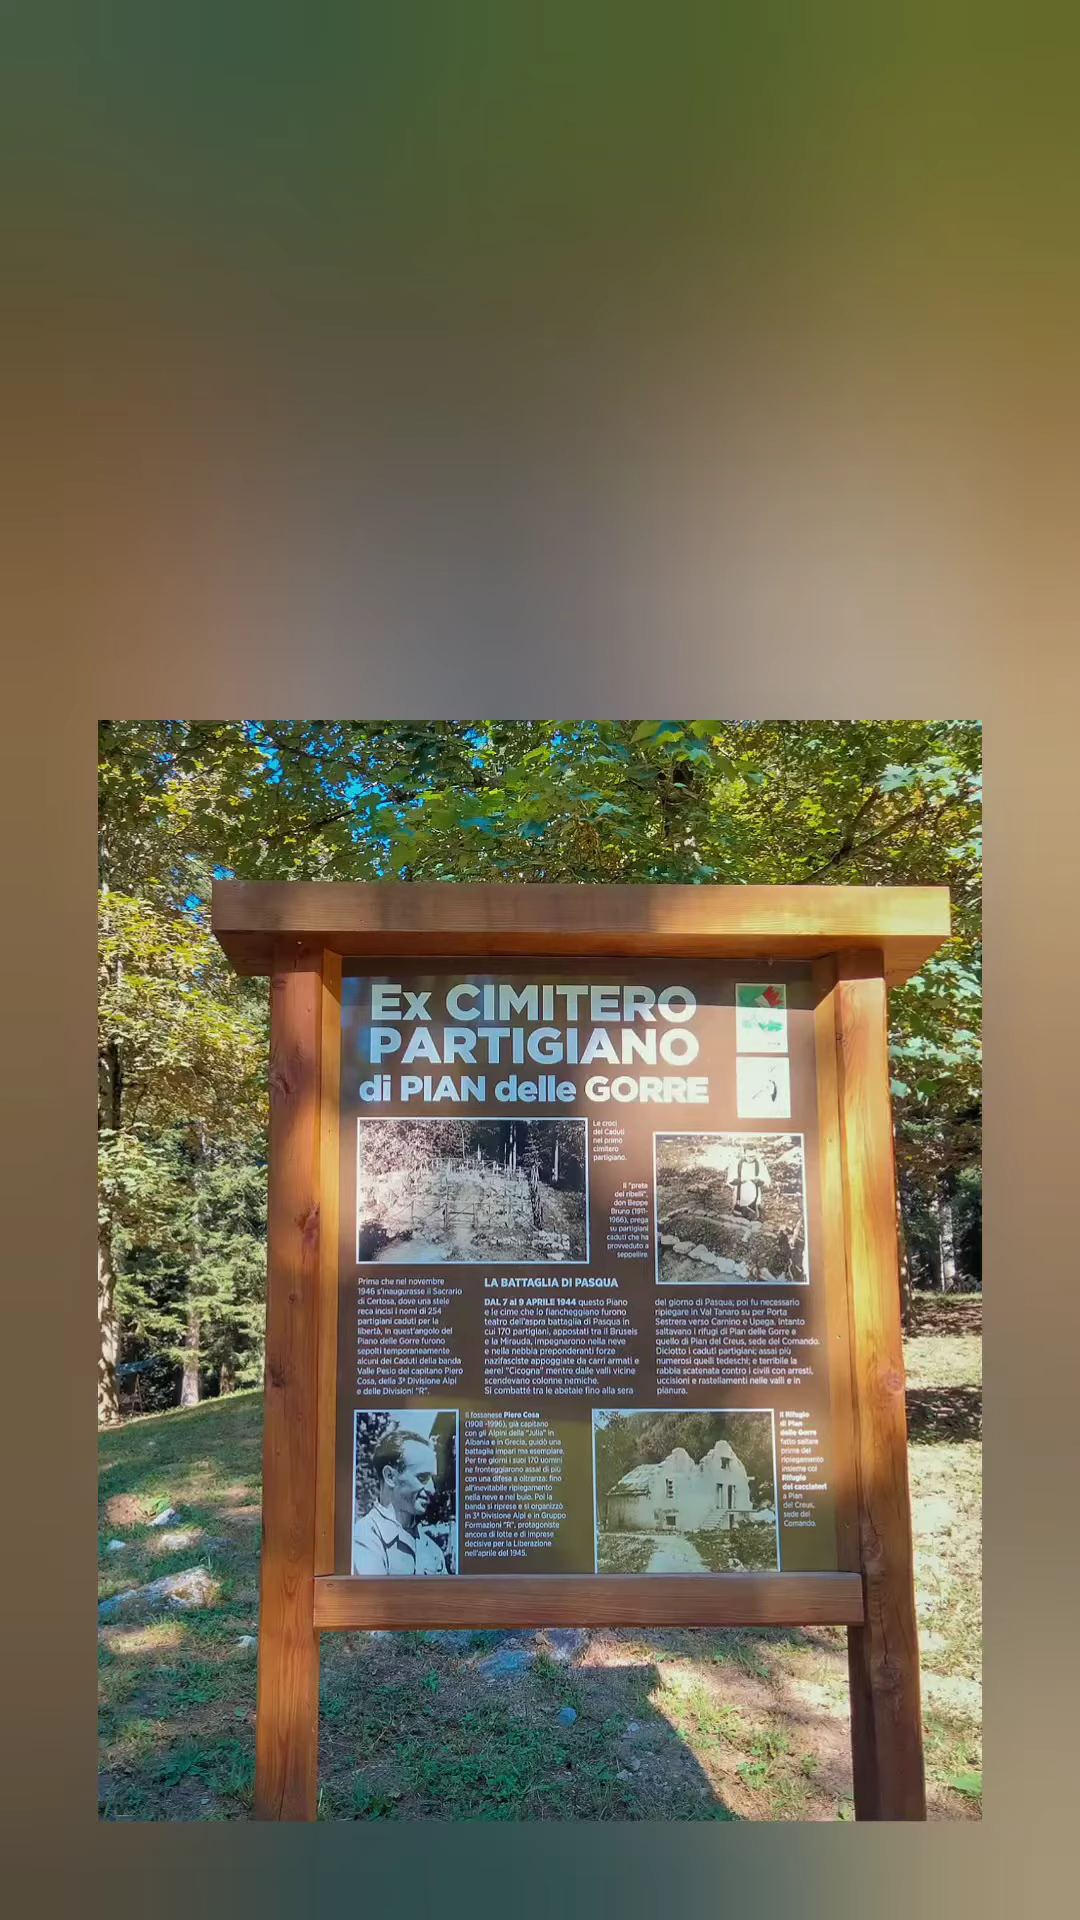 Ex CIMITERO
PARTIGIANO
di PIAN delle GORRE
Le croci
dei Caduti
nel primo
cimitero
partigiano.
Il "prete
dei ribelli",
don Beppe
Bruno (1911-
1966), prega
su partigiani
caduti che ha
provveduto a
seppellire.
Prima che nel novembre
1946 s'inaugurasse il Sacrario
di Certosa, dove una stele
reca incisi i nomi di 254
partigiani caduti per la
libertà, in quest'angolo del
Piano delle Gorre furono
sepolti temporaneamente
alcuni dei Caduti della banda
Valle Pesio del capitano Piero
Cosa, della 3ª Divisione Alpi
e delle Divisioni "R".
LA BATTAGLIA DI PASQUA
DAL 7 al 9 APRILE 1944 questo Piano
e le cime che lo fiancheggiano furono
teatro dell'aspra battaglia di Pasqua in
cui 170 partigiani, appostati tra il Bruseis
e la Mirauda, impegnarono nella neve
e nella nebbia preponderanti forze
nazifasciste appoggiate da carri armati e
aerei "Cicogna" mentre dalle valli vicine
scendevano colonne nemiche.
Si combatté tra le abetaie fino alla sera
del giorno di Pasqua; poi fu necessario
ripiegare in Val Tanaro su per Porta
Sestrera verso Carnino e Upega. Intanto
saltavano i rifugi di Pian delle Gorre e
quello di Pian del Creus, sede del Comando.
Diciotto i caduti partigiani; assai più
numerosi quelli tedeschi; e terribile la
rabbia scatenata contro i civili con arresti,
uccisioni e rastellamenti nelle valli e in
pianura.
Il fossanese Piero Cosa
(1908 -1996), già capitano
con gli Alpini della "Julia" in
Albania e in Grecia, guidò una
battaglia impari ma esemplare.
Per tre giorni i suoi 170 uomini
ne fronteggiarono assai di più
con una difesa a oltranza: fino
all'inevitabile ripiegamento
nella neve e nel buio. Poi la
banda si riprese e si organizzò
in 3ª Divisione Alpi e in Gruppo
Formazioni "R", protagoniste
ancora di lotte e di imprese
decisive per la Liberazione
nell'aprile del 1945.
Il Rifugio
di Pian
delle Gorre
fatto saltare
prima del
ripiegamento
insieme col
Rifugio
dei cacciatori
a Pian
del Creus,
sede del
Comando.